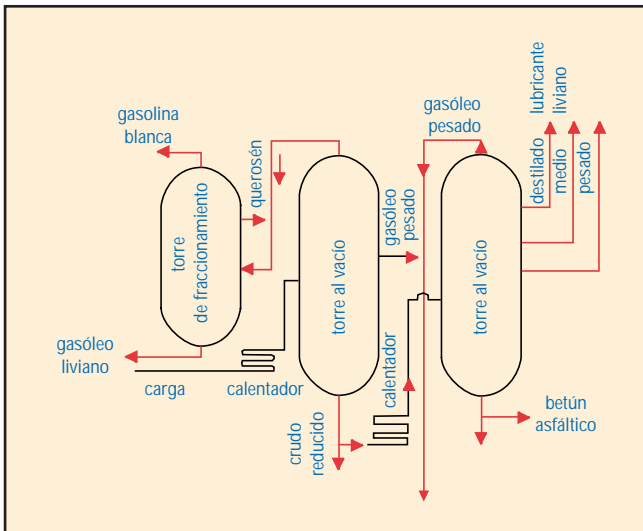 gasolina
blanca
querosén
torre
de fraccionamiento
gasóleo
liviano
carga
calentador
torre al vacío
gasóleo
pesado
crudo
reducido
calentador
gasóleo
pesado
torre al vacío
destilado
lubricante
liviano
medio
pesado
betún
asfáltico